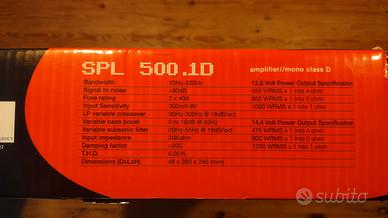 SPL 500.1D
amplifier//mono class D
Bandwidth: 20Hz-330Hz
Signal to noise >90dB
Fuse rating 2 x 40A
Input Sensitivity 300mV-8V
LP variable crossover 30Hz-300Hz @ 18dB/oct
Variable bass boost 0 to 18dB @ 45Hz
Variable subsonic filter 20Hz-55Hz @ 18dB/oct
Input impedance 20Kohm
Damping factor >200
T.H.D. 0,05%
Dimensions (DxLxH) 49 x 390 x 245 (mm)
12,6 Volt Power Output Specification
450 WRMS x 1 into 4 ohm
850 WRMS x 1 into 2 ohm
1000 WRMS x 1 into 1 ohm
14,4 Volt Power Output Specification
475 WRMS x 1 into 4 ohm
900 WRMS x 1 into 2 ohm
1200 WRMS x 1 into 1 ohm
subito